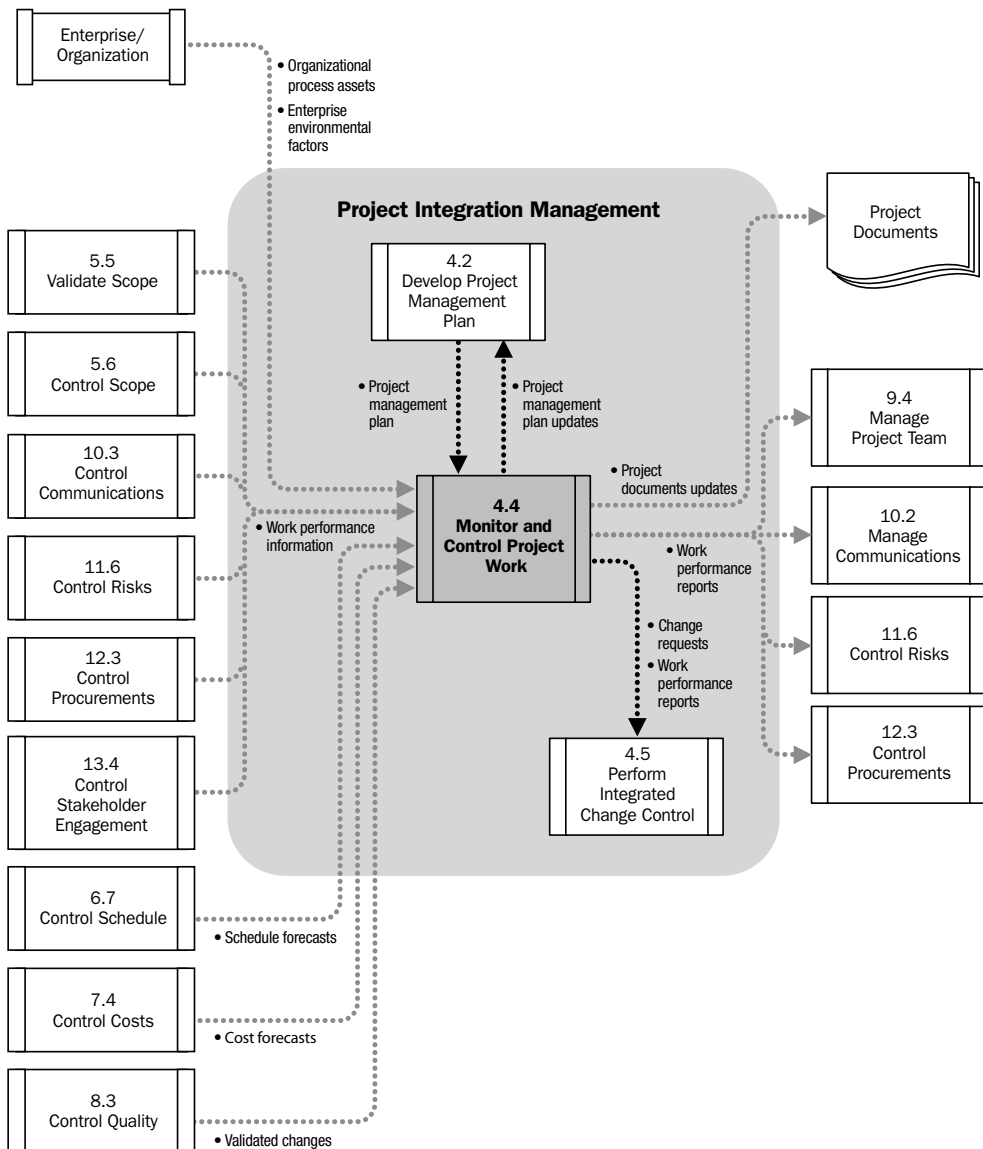 Enterprise/
Organization
• Organizational
process assets
• Enterprise
environmental
factors
Project Integration Management
Project
Documents
5.5
Validate Scope
4.2
Develop Project
Management
Plan
5.6
Control Scope
• Project
management
plan
• Project
management
plan updates
9.4
Manage
Project Team
10.3
Control
Communications
• Project
documents updates
4.4
Monitor and
Control Project
Work
• Work performance
information
10.2
Manage
Communications
• Work
performance
reports
11.6
Control Risks
11.6
Control Risks
• Change
requests
• Work
performance
reports
12.3
Control
Procurements
12.3
Control
Procurements
13.4
Control
Stakeholder
Engagement
4.5
Perform
Integrated
Change Control
6.7
Control Schedule
• Schedule forecasts
7.4
Control Costs
• Cost forecasts
8.3
Control Quality
• Validated changes